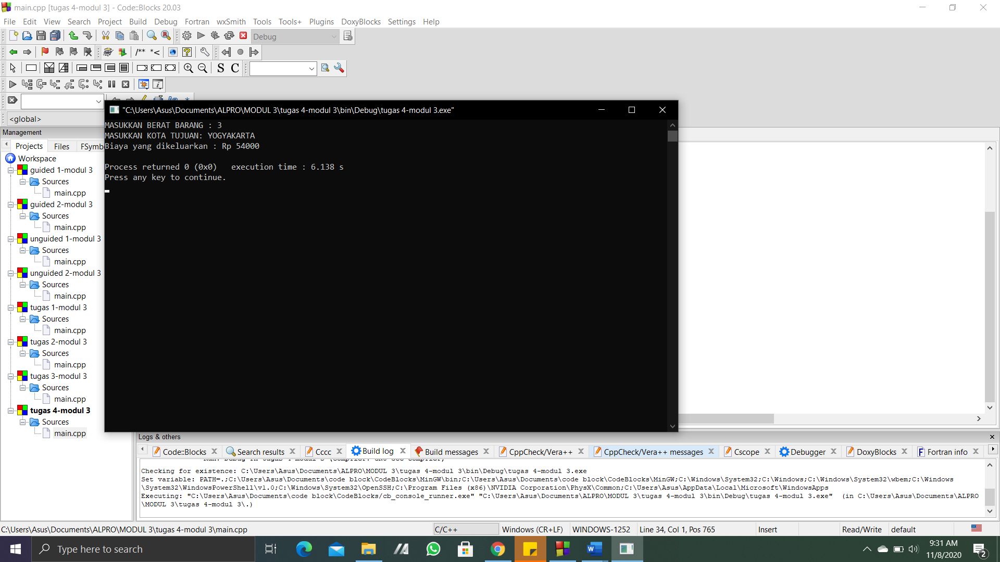 main.cpp [tugas 4-modul 3] - Code::Blocks 20.03
File Edit View Search Project Build Debug Fortran wxSmith Tools Tools+ Plugins DoxyBlocks Settings Help
Debug
/** *<
S C
<global>
"C:\Users\Asus\Documents\ALPRO\MODUL 3\tugas 4-modul 3\bin\Debug\tugas 4-modul 3.exe"
MASUKKAN BERAT BARANG : 3
MASUKKAN KOTA TUJUAN: YOGYAKARTA
Biaya yang dikeluarkan : Rp 54000
Process returned 0 (0x0) execution time : 6.138 s
Press any key to continue.
Management
Projects Files FSymb
Workspace
guided 1-modul 3
Sources
main.cpp
guided 2-modul 3
Sources
main.cpp
unguided 1-modul 3
Sources
main.cpp
unguided 2-modul 3
Sources
main.cpp
tugas 1-modul 3
Sources
main.cpp
tugas 2-modul 3
Sources
main.cpp
tugas 3-modul 3
Sources
main.cpp
tugas 4-modul 3
Sources
main.cpp
Logs & others
Code::Blocks Search results Cccc Build log Build messages CppCheck/Vera++ CppCheck/Vera++ messages Cscope Debugger DoxyBlocks Fortran info
Checking for existence: C:\Users\Asus\Documents\ALPRO\MODUL 3\tugas 4-modul 3\bin\Debug\tugas 4-modul 3.exe
Set variable: PATH=.;C:\Users\Asus\Documents\code block\CodeBlocks\MinGW\bin;C:\Users\Asus\Documents\code block\CodeBlocks\MinGW;C:\Windows\System32;C:\Windows;C:\Windows\System32\wbem;C:\Windows
\System32\WindowsPowerShell\v1.0;C:\Windows\System32\OpenSSH;C:\Program Files (x86)\NVIDIA Corporation\PhysX\Common;C:\Users\Asus\AppData\Local\Microsoft\WindowsApps
Executing: "C:\Users\Asus\Documents\code block\CodeBlocks/cb_console_runner.exe" "C:\Users\Asus\Documents\ALPRO\MODUL 3\tugas 4-modul 3\bin\Debug\tugas 4-modul 3.exe" (in C:\Users\Asus\Documents\ALPRO
\MODUL 3\tugas 4-modul 3\.)
C:\Users\Asus\Documents\ALPRO\MODUL 3\tugas 4-modul 3\main.cpp C/C++ Windows (CR+LF) WINDOWS-1252 Line 34, Col 1, Pos 765 Insert Read/Write default
Type here to search
9:31 AM
11/8/2020
2